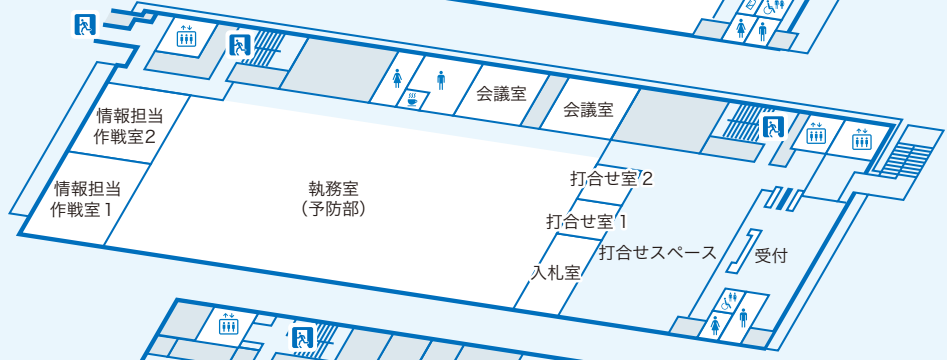 会議室
会議室
情報担当
作戦室2
情報担当
作戦室1
執務室
（予防部）
打合せ室2
打合せ室1
打合せスペース
受付
入札室